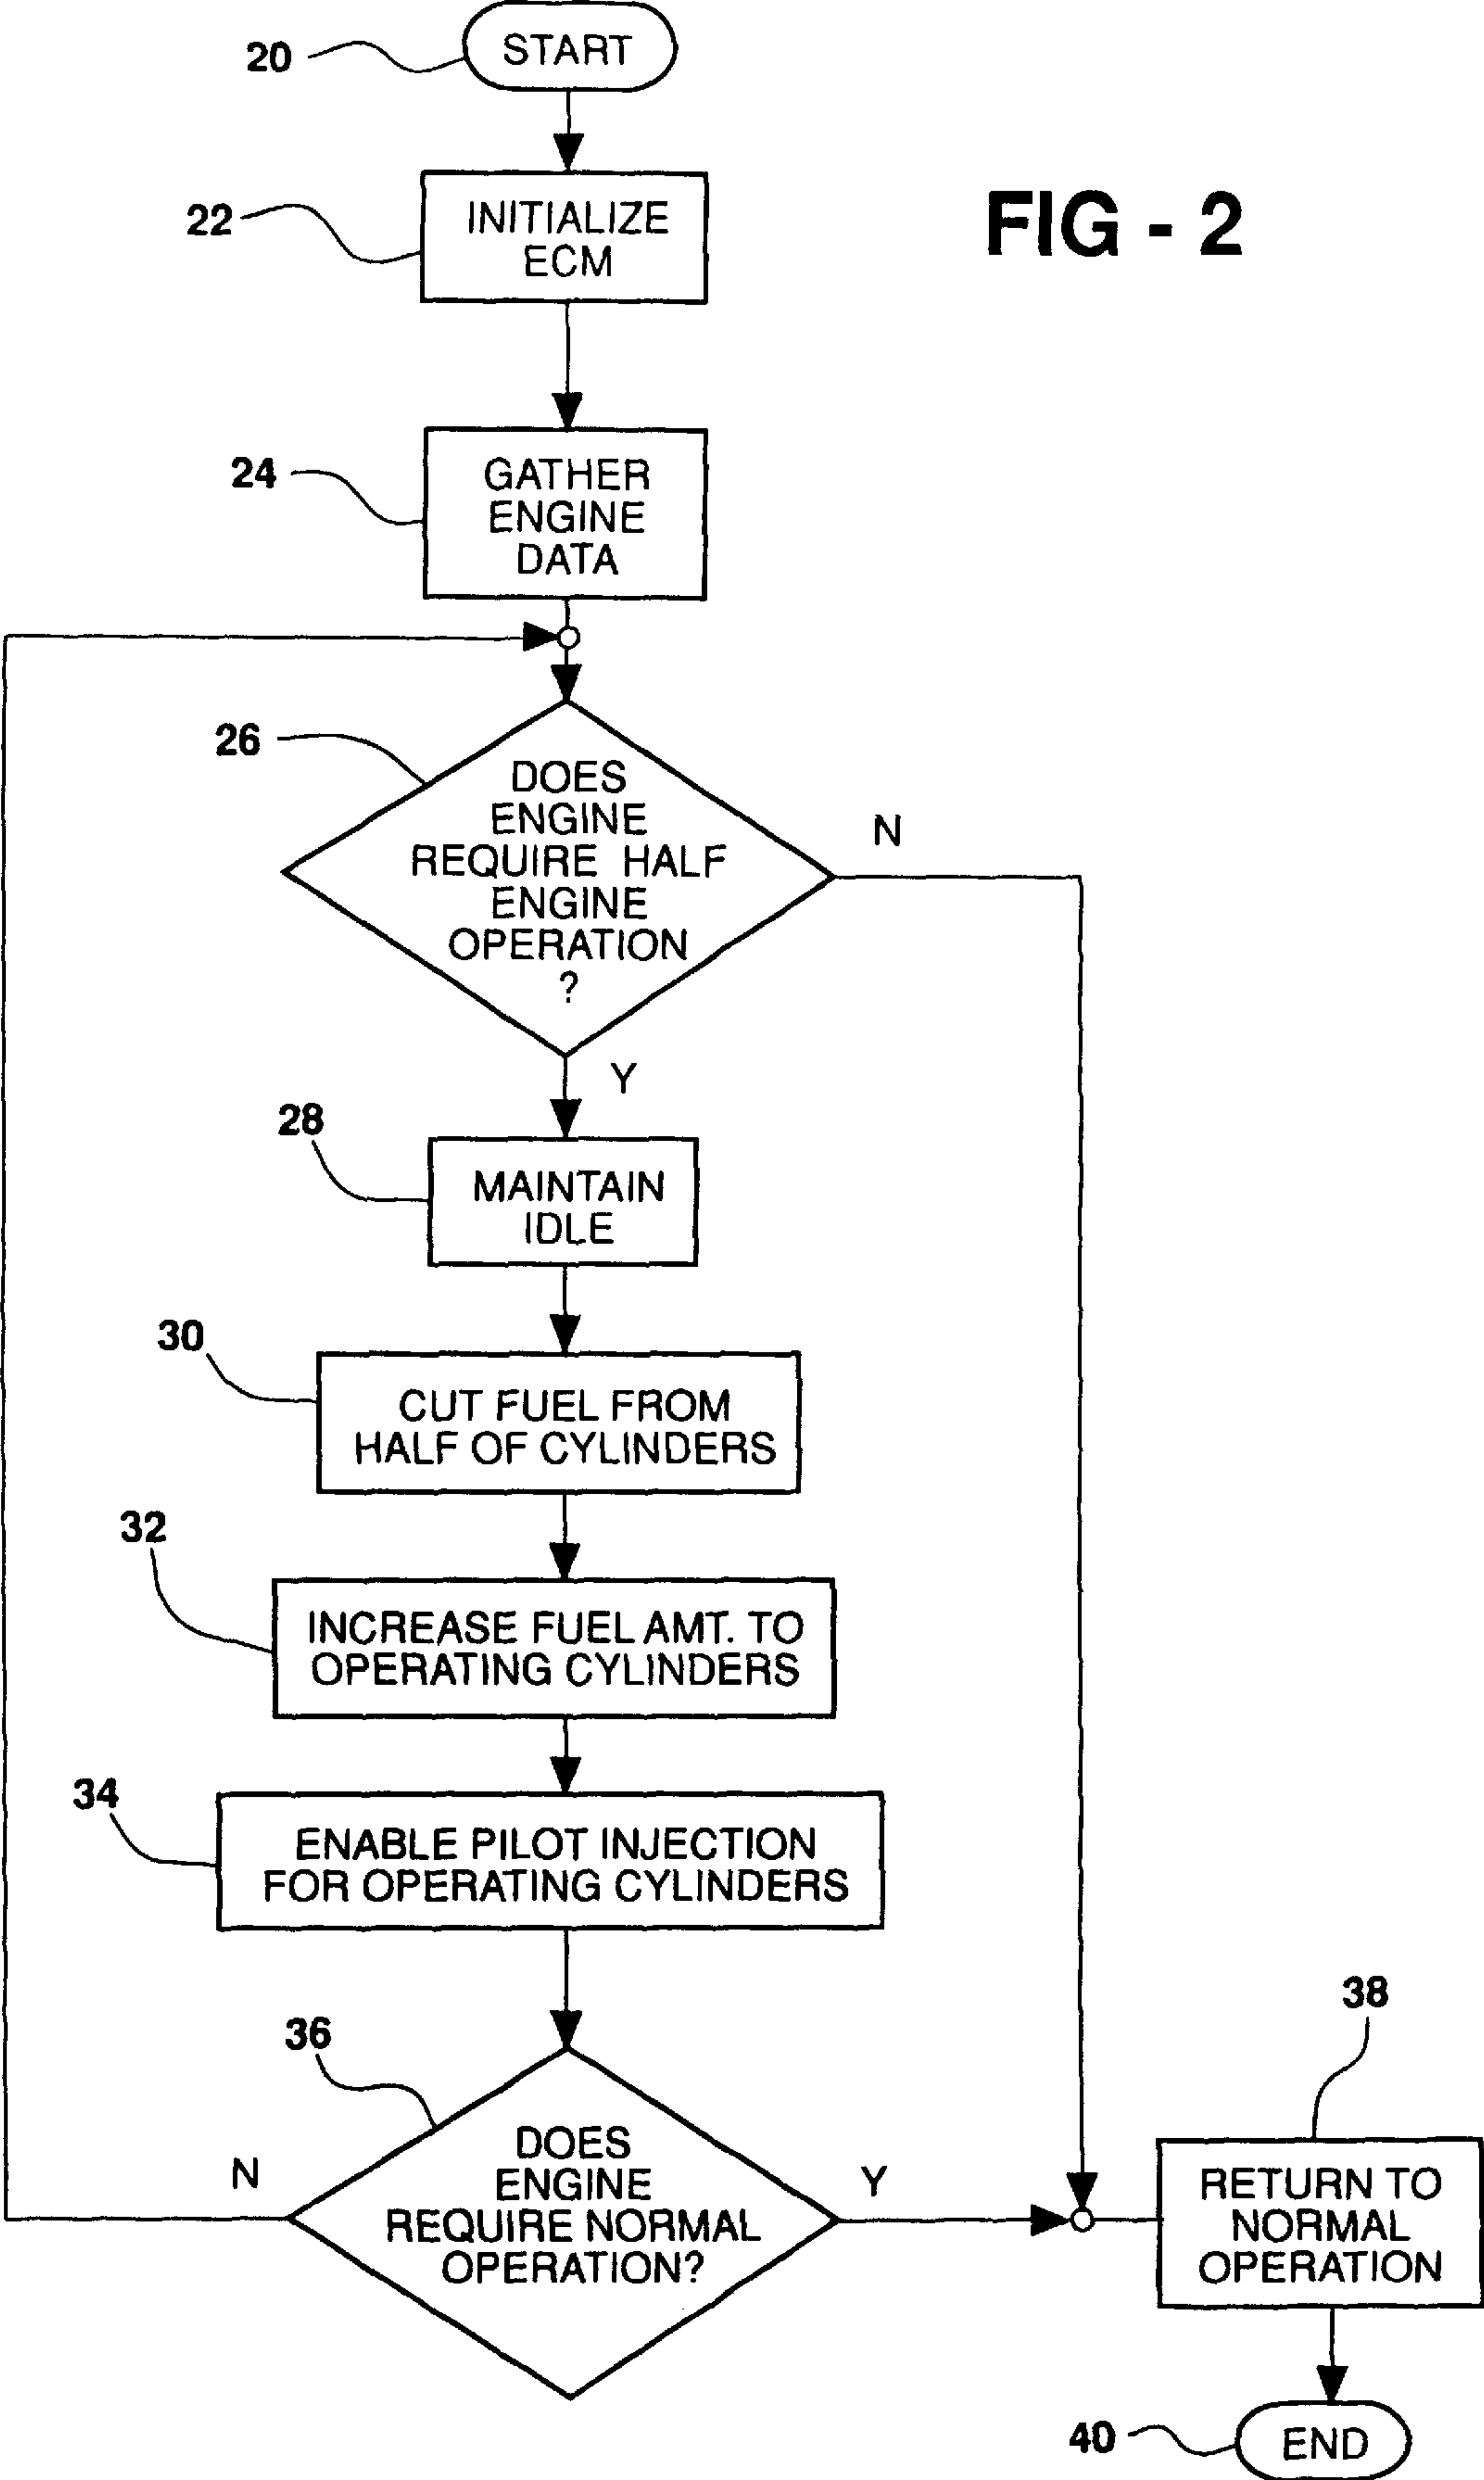 20
START
FIG - 2
22
INITIALIZE
ECM
24
GATHER
ENGINE
DATA
26
DOES
ENGINE
REQUIRE HALF
ENGINE
OPERATION
?
N
Y
28
MAINTAIN
IDLE
30
CUT FUEL FROM
HALF OF CYLINDERS
32
INCREASE FUEL AMT. TO
OPERATING CYLINDERS
34
ENABLE PILOT INJECTION
FOR OPERATING CYLINDERS
36
DOES
ENGINE
REQUIRE NORMAL
OPERATION?
N
Y
38
RETURN TO
NORMAL
OPERATION
40
END